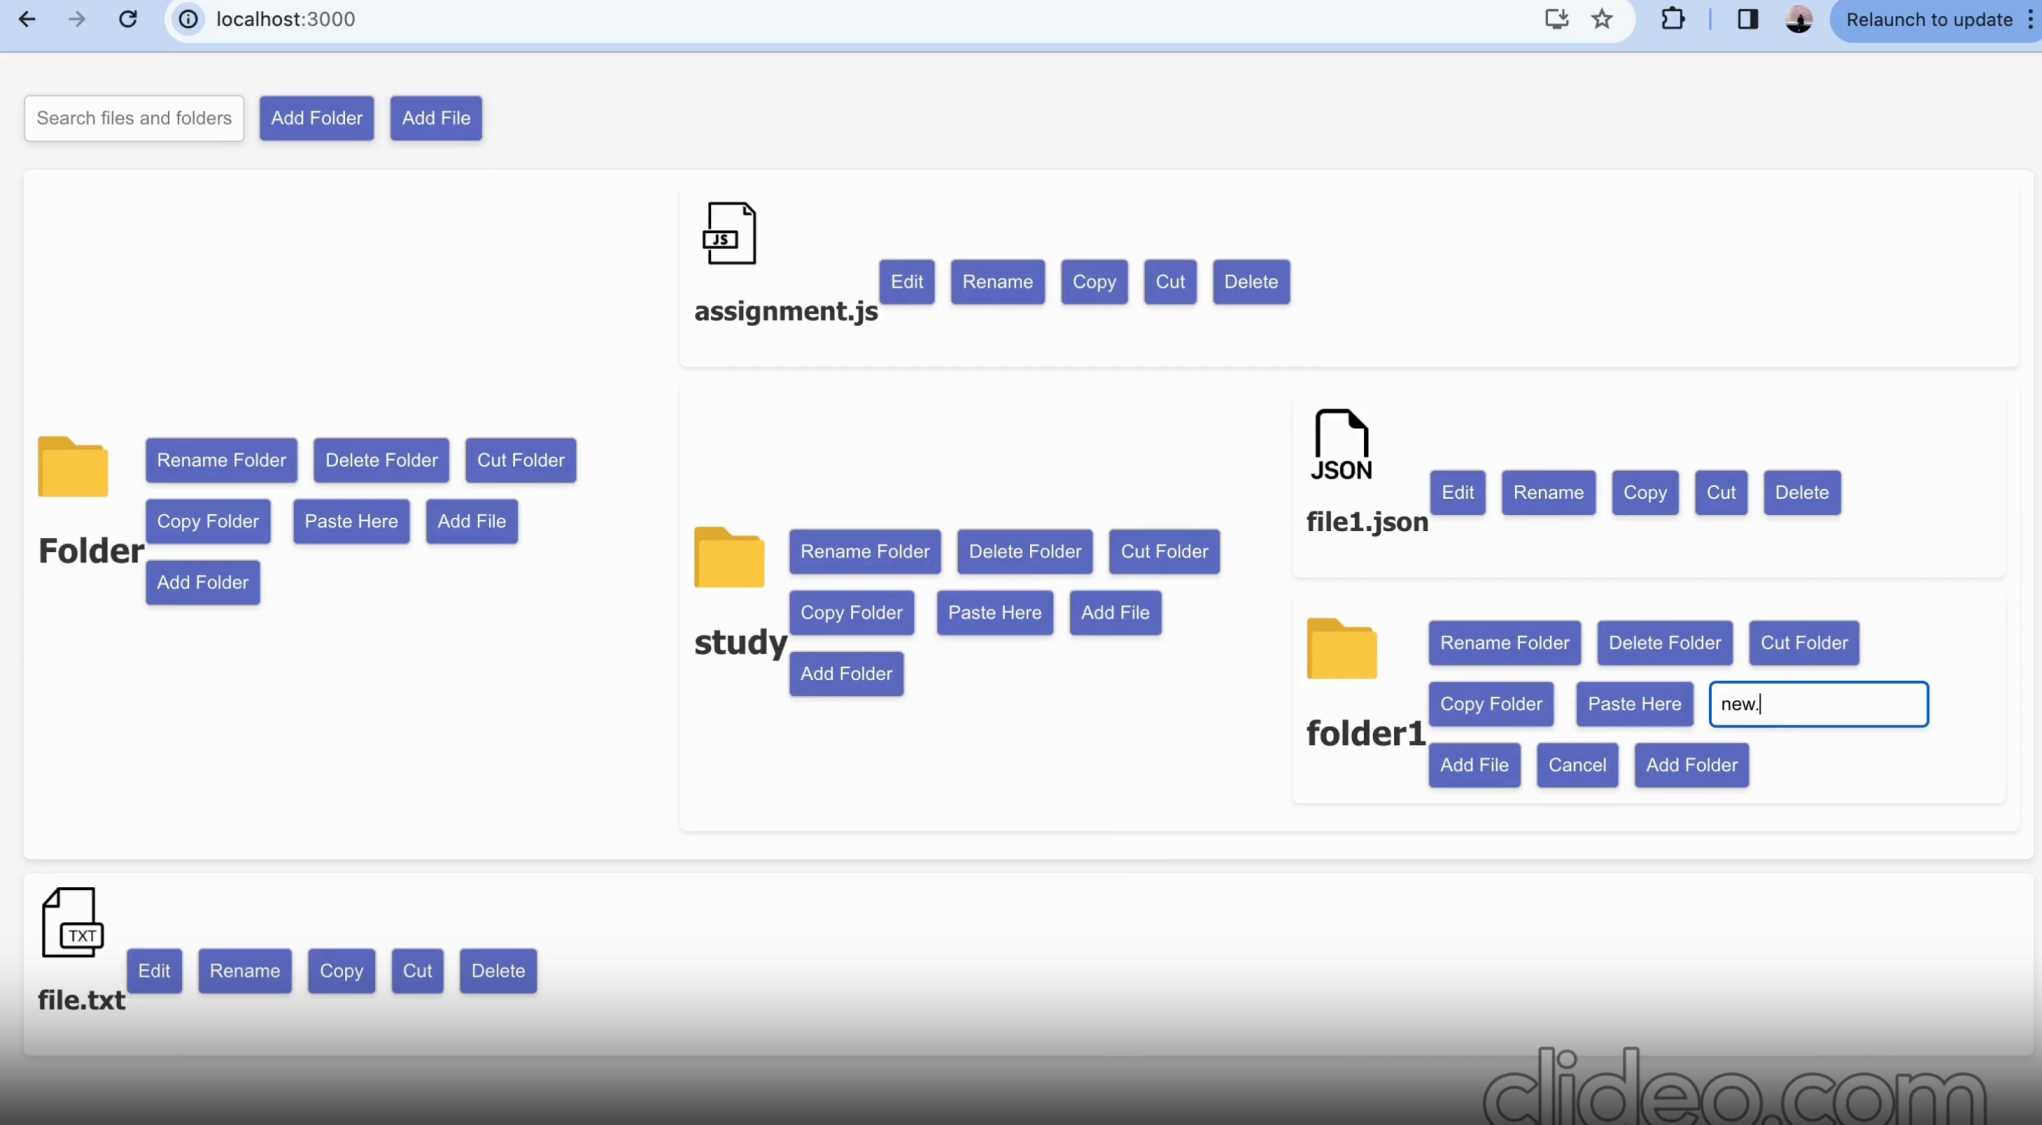 localhost:3000
Relaunch to update
Search files and folders
Add Folder
Add File
JS
assignment.js
Edit
Rename
Copy
Cut
Delete
Folder
Rename Folder
Delete Folder
Cut Folder
Copy Folder
Paste Here
Add File
Add Folder
study
Rename Folder
Delete Folder
Cut Folder
Copy Folder
Paste Here
Add File
Add Folder
JSON
file1.json
Edit
Rename
Copy
Cut
Delete
folder1
Rename Folder
Delete Folder
Cut Folder
Copy Folder
Paste Here
new.
Add File
Cancel
Add Folder
TXT
file.txt
Edit
Rename
Copy
Cut
Delete
clideo.com